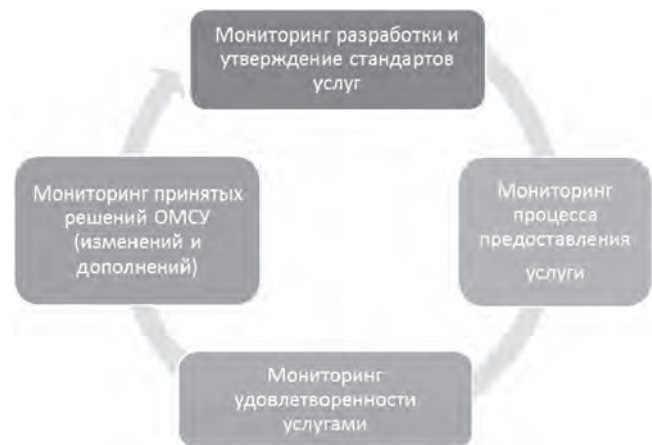 Мониторинг разработки и
утверждение стандартов
услуг
Мониторинг
процесса
предоставления
услуги
Мониторинг
удовлетворенности
услугами
Мониторинг принятых
решений ОМСУ
(изменений и
дополнений)